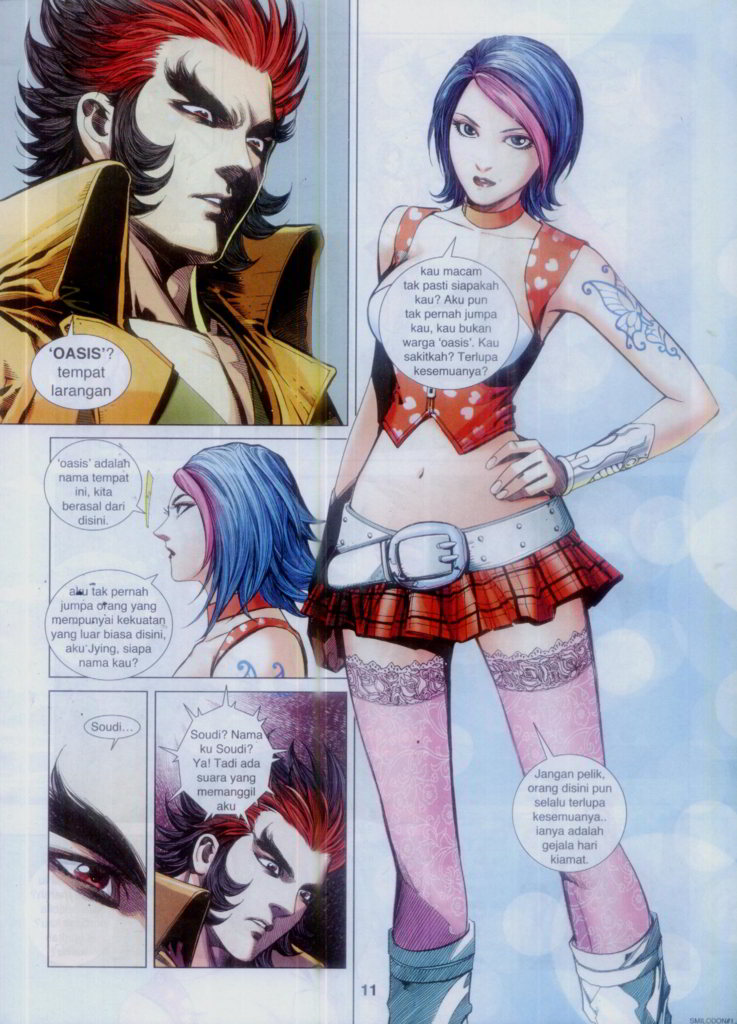 'OASIS'?
tempat
larangan
kau macam
tak pasti siapakah
kau? Aku pun
tak pernah jumpa
kau, kau bukan
warga 'oasis'. Kau
sakitkah? Terlupa
kesemuanya?
'oasis' adalah
nama tempat
ini, kita
berasal dari
disini.
aku tak pernah
jumpa orang yang
mempunyai kekuatan
yang luar biasa disini,
aku Jying, siapa
nama kau?
Soudi...
Soudi? Nama
ku Soudi?
Ya! Tadi ada
suara yang
memanggil
aku
Jangan pelik,
orang disini pun
selalu terlupa
kesemuanya..
ianya adalah
gejala hari
kiamat.
11
SMILODON#1